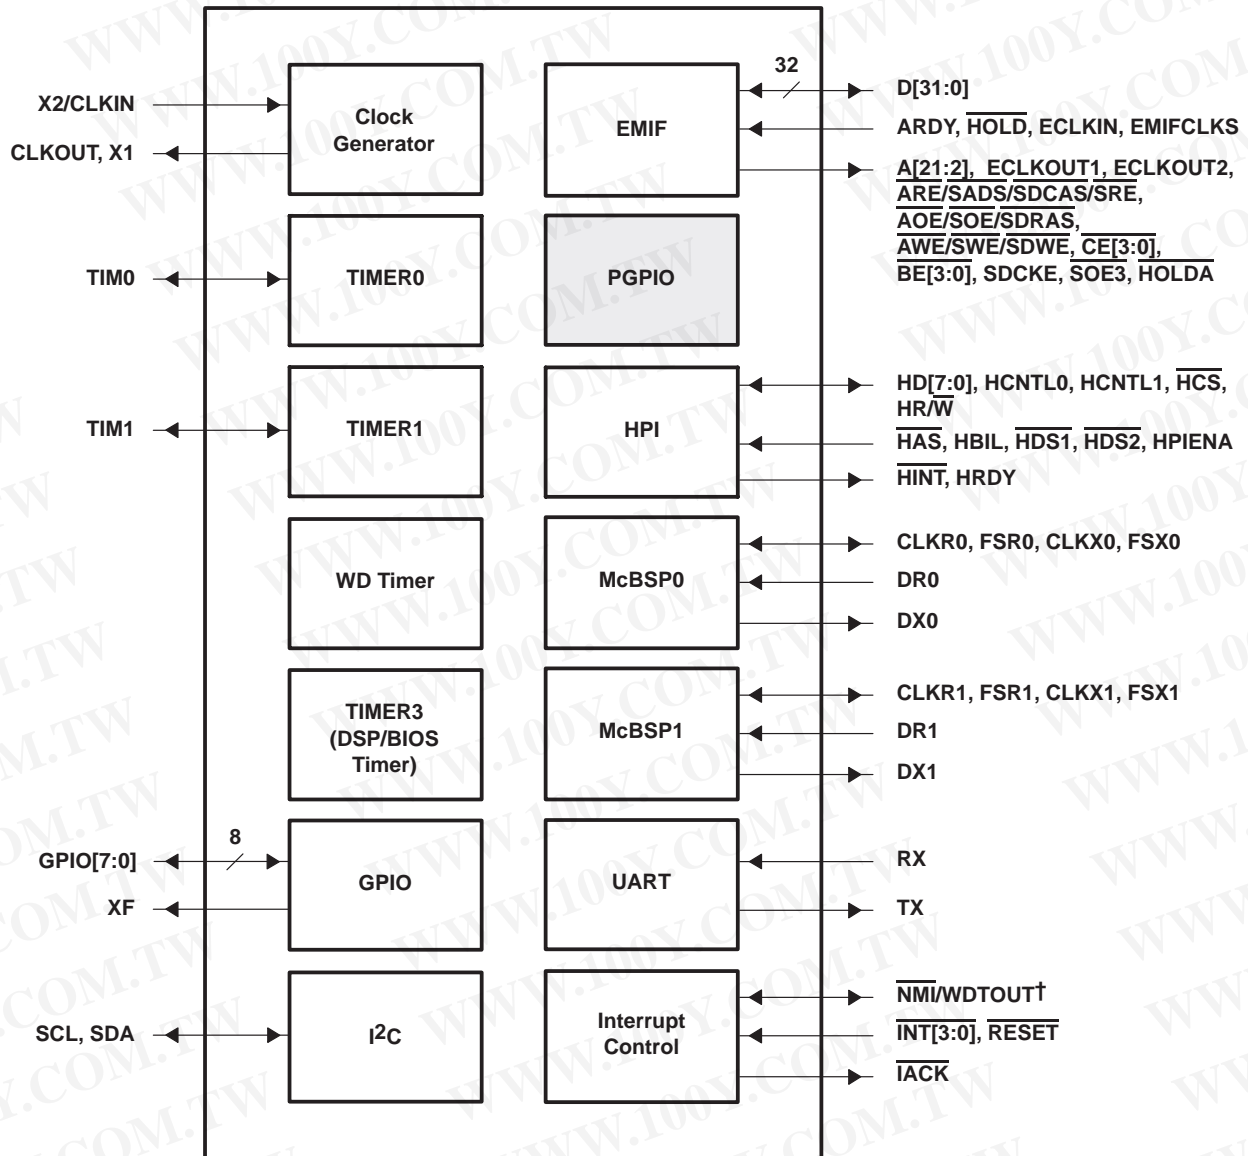 X2/CLKIN
CLKOUT, X1
Clock
Generator
EMIF
32
D[31:0]
ARDY, HOLD, ECLKIN, EMIFCLKS
A[21:2], ECLKOUT1, ECLKOUT2,
ARE/SADS/SDCAS/SRE,
AOE/SOE/SDRAS,
AWE/SWE/SDWE, CE[3:0],
BE[3:0], SDCKE, SOE3, HOLDA
TIM0
TIMER0
PGPIO
TIM1
TIMER1
HPI
HD[7:0], HCNTL0, HCNTL1, HCS,
HR/W
HAS, HBIL, HDS1, HDS2, HPIENA
HINT, HRDY
WD Timer
McBSP0
CLKR0, FSR0, CLKX0, FSX0
DR0
DX0
TIMER3
(DSP/BIOS
Timer)
McBSP1
CLKR1, FSR1, CLKX1, FSX1
DR1
DX1
GPIO[7:0]
8
XF
GPIO
UART
RX
TX
SCL, SDA
I2C
Interrupt
Control
NMI/WDTOUT†
INT[3:0], RESET
IACK
WWW.100Y.COM.TW